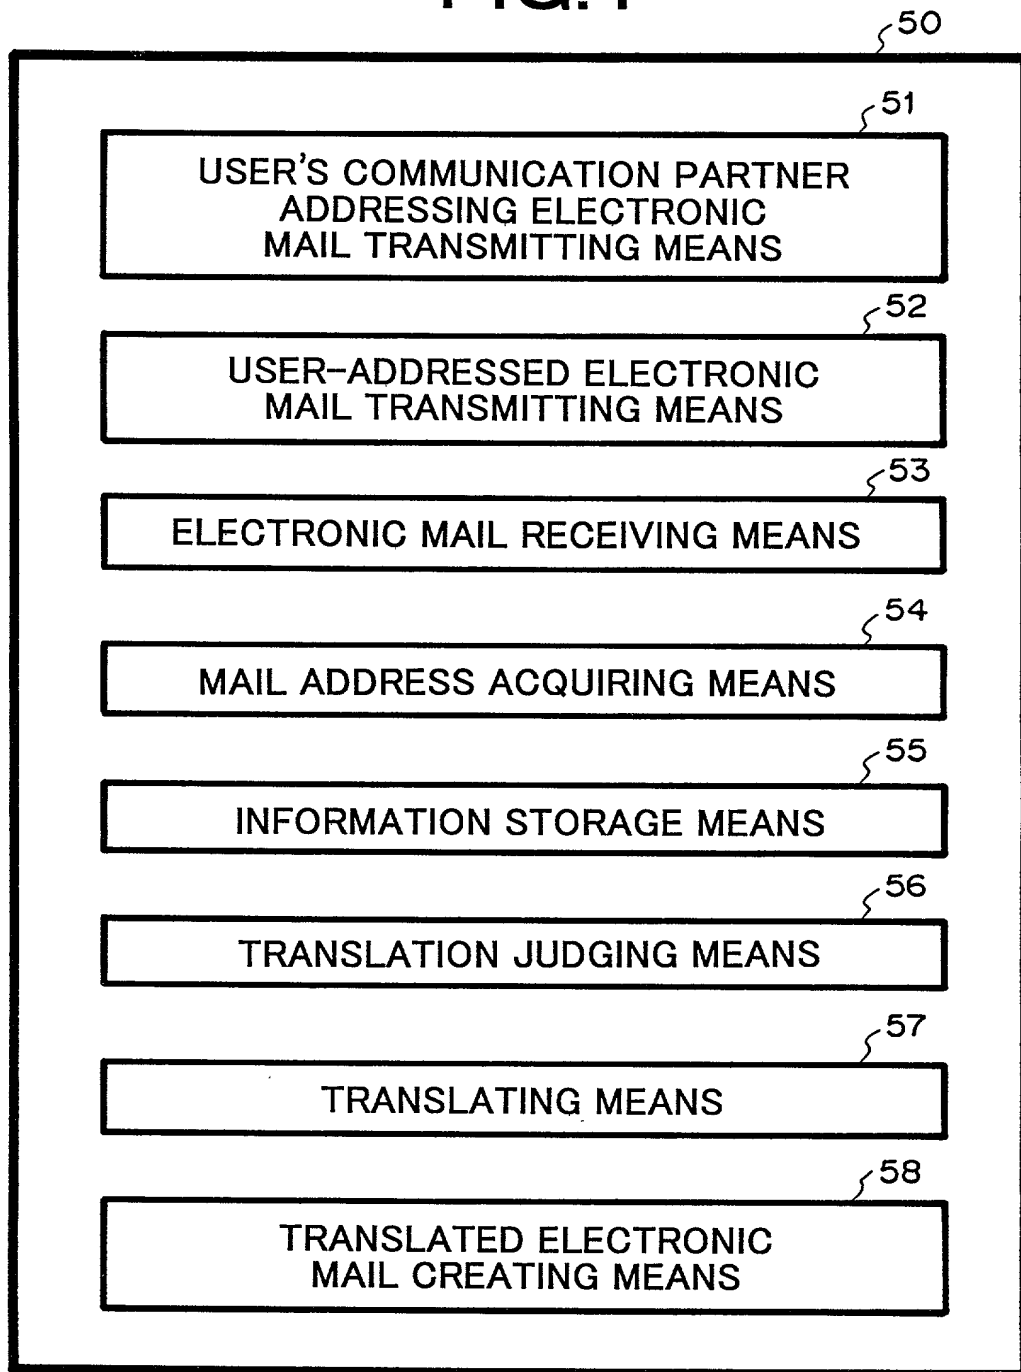 FIG.1
50
51
USER'S COMMUNICATION PARTNER
ADDRESSING ELECTRONIC
MAIL TRANSMITTING MEANS
52
USER-ADDRESSED ELECTRONIC
MAIL TRANSMITTING MEANS
53
ELECTRONIC MAIL RECEIVING MEANS
54
MAIL ADDRESS ACQUIRING MEANS
55
INFORMATION STORAGE MEANS
56
TRANSLATION JUDGING MEANS
57
TRANSLATING MEANS
58
TRANSLATED ELECTRONIC
MAIL CREATING MEANS